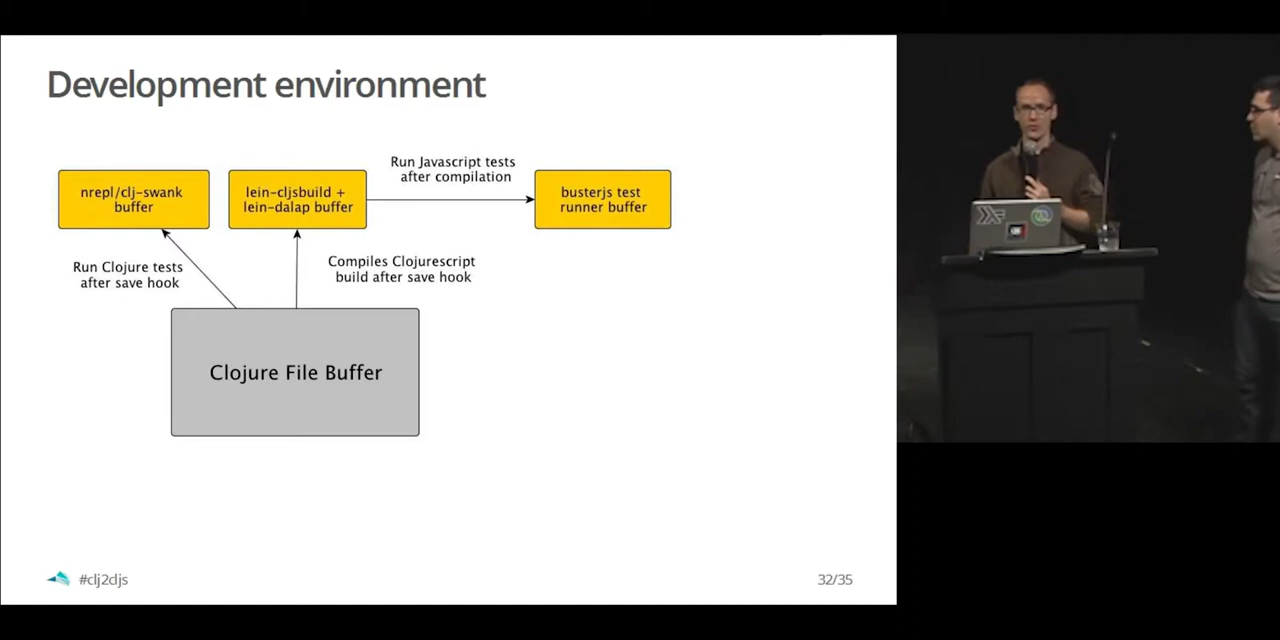 Development environment
Run Javascript tests
after compilation
nrepl/clj-swank
buffer
lein-cljsbuild +
lein-dalap buffer
busterjs test
runner buffer
Run Clojure tests
after save hook
Compiles Clojurescript
build after save hook
Clojure File Buffer
#clj2cljs
32/35